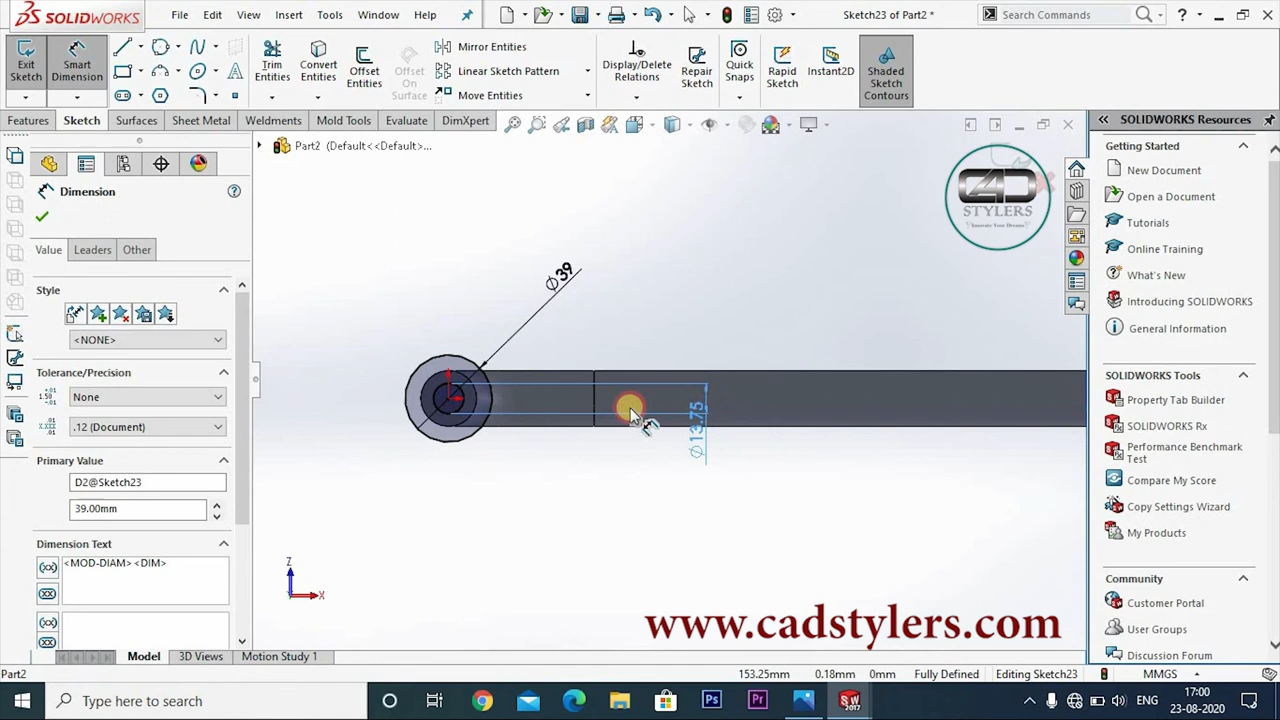 SOLIDWORKS
File Edit View Insert Tools Window Help
Sketch23 of Part2 *
Search Commands
?
Exit Sketch
Smart Dimension
Trim Entities
Convert Entities
Offset Entities
Offset On Surface
Mirror Entities
Linear Sketch Pattern
Move Entities
Display/Delete Relations
Repair Sketch
Quick Snaps
Rapid Sketch
Instant2D
Shaded Sketch Contours
Features Sketch Surfaces Sheet Metal Weldments Mold Tools Evaluate DimXpert
Part2 (Default<<Default>...
Dimension
Value Leaders Other
Style
<NONE>
Tolerance/Precision
None
.12 (Document)
Primary Value
D2@Sketch23
39.00mm
Dimension Text
<MOD-DIAM><DIM>
∅39
∅13.75
Z
X
STYLERS
Innovate Your Dreams
www.cadstylers.com
SOLIDWORKS Resources
Getting Started
New Document
Open a Document
Tutorials
Online Training
What's New
Introducing SOLIDWORKS
General Information
SOLIDWORKS Tools
Property Tab Builder
SOLIDWORKS Rx
Performance Benchmark
Test
Compare My Score
Copy Settings Wizard
My Products
Community
Customer Portal
User Groups
Discussion Forum
Model 3D Views Motion Study 1
Part2
153.25mm 0.18mm 0mm Fully Defined Editing Sketch23 MMGS
Type here to search
Ps
Pr
SW
2017
ENG
17:00
23-08-2020